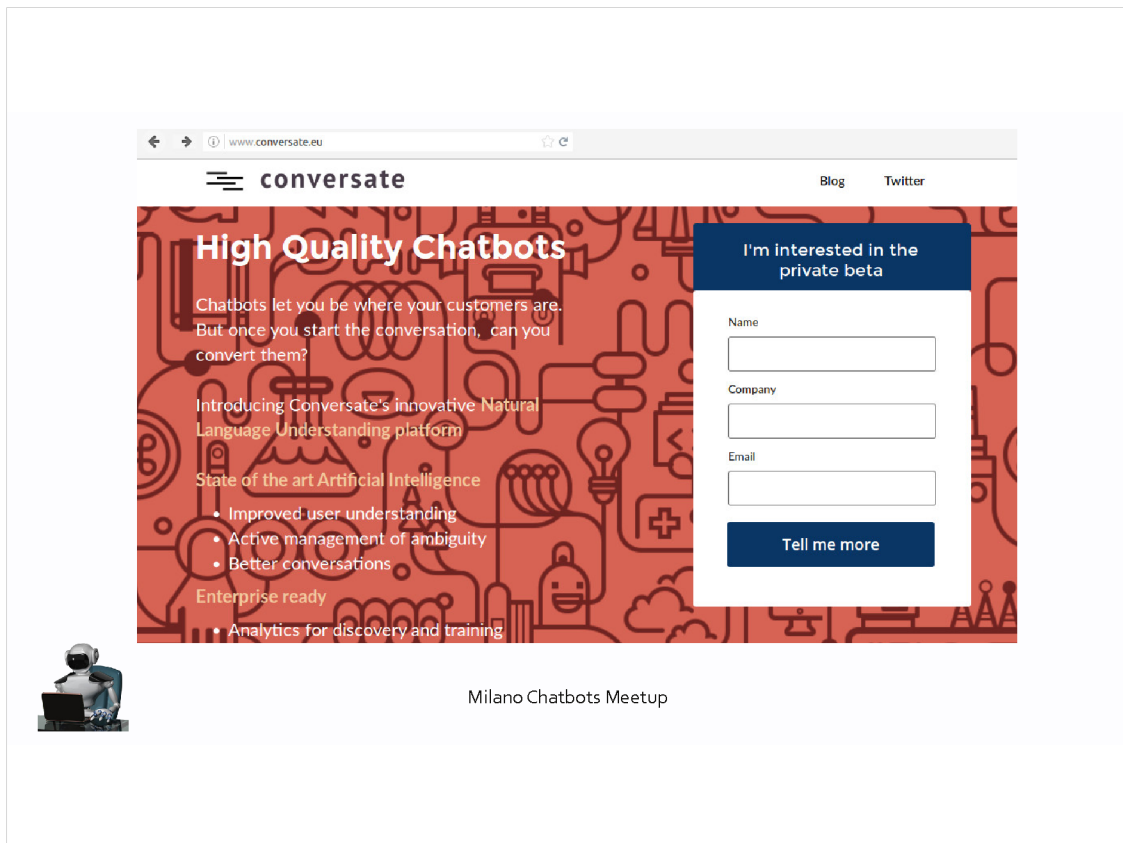 www.conversate.eu
conversate
Blog
Twitter
High Quality Chatbots
Chatbots let you be where your customers are.
But once you start the conversation, can you
convert them?
Introducing Conversate's innovative Natural
Language Understanding platform
State of the art Artificial Intelligence
• Improved user understanding
• Active management of ambiguity
• Better conversations
Enterprise ready
• Analytics for discovery and training
I'm interested in the
private beta
Name
Company
Email
Tell me more
Milano Chatbots Meetup